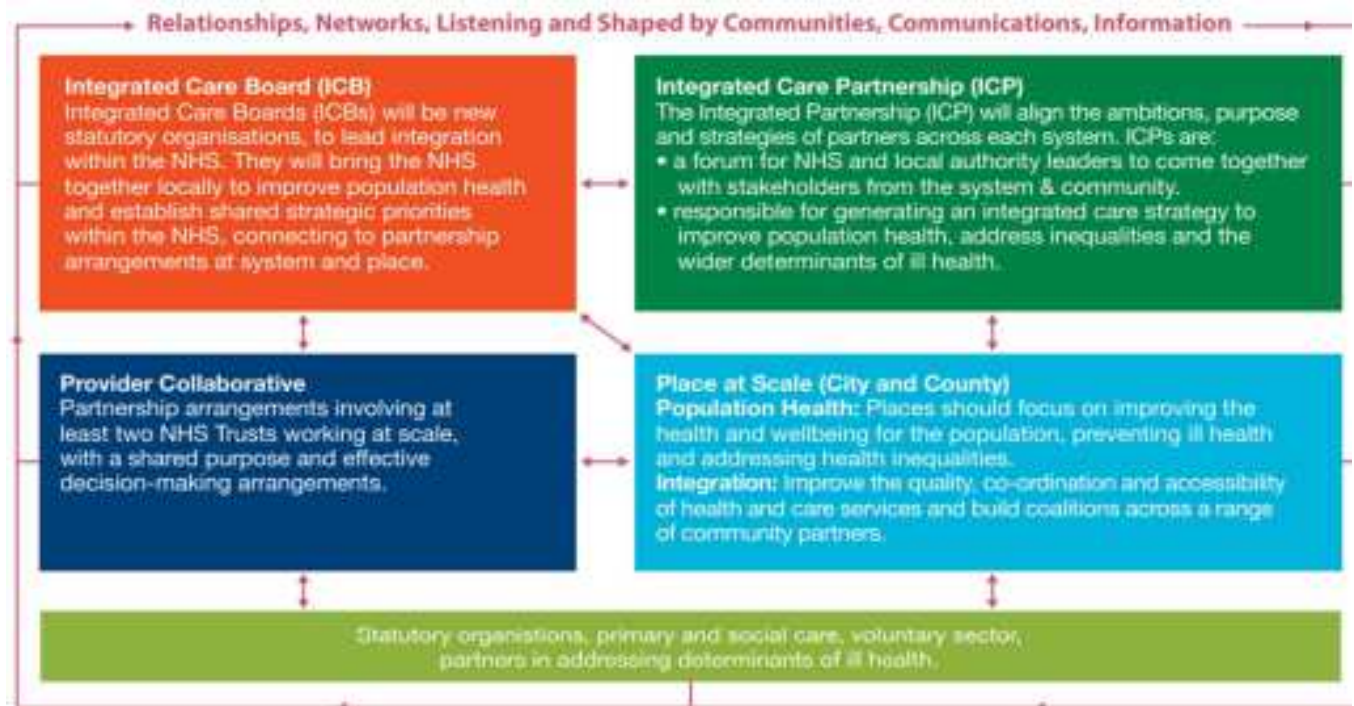 Relationships, Networks, Listening and Shaped by Communities, Communications, Information
Integrated Care Board (ICB)
Integrated Care Boards (ICBs) will be new
statutory organisations, to lead integration
within the NHS. They will bring the NHS
together locally to improve population health
and establish shared strategic priorities
within the NHS, connecting to partnership
arrangements at system and place.
Integrated Care Partnership (ICP)
The Integrated Partnership (ICP) will align the ambitions, purpose
and strategies of partners across each system. ICPs are:
• a forum for NHS and local authority leaders to come together
with stakeholders from the system & community.
• responsible for generating an integrated care strategy to
improve population health, address inequalities and the
wider determinants of ill health.
Provider Collaborative
Partnership arrangements involving at
least two NHS Trusts working at scale,
with a shared purpose and effective
decision-making arrangements.
Place at Scale (City and County)
Population Health: Places should focus on improving the
health and wellbeing for the population, preventing ill health
and addressing health inequalities.
Integration: Improve the quality, co-ordination and accessibility
of health and care services and build coalitions across a range
of community partners.
Statutory organistions, primary and social care, voluntary sector,
partners in addressing determinants of ill health.